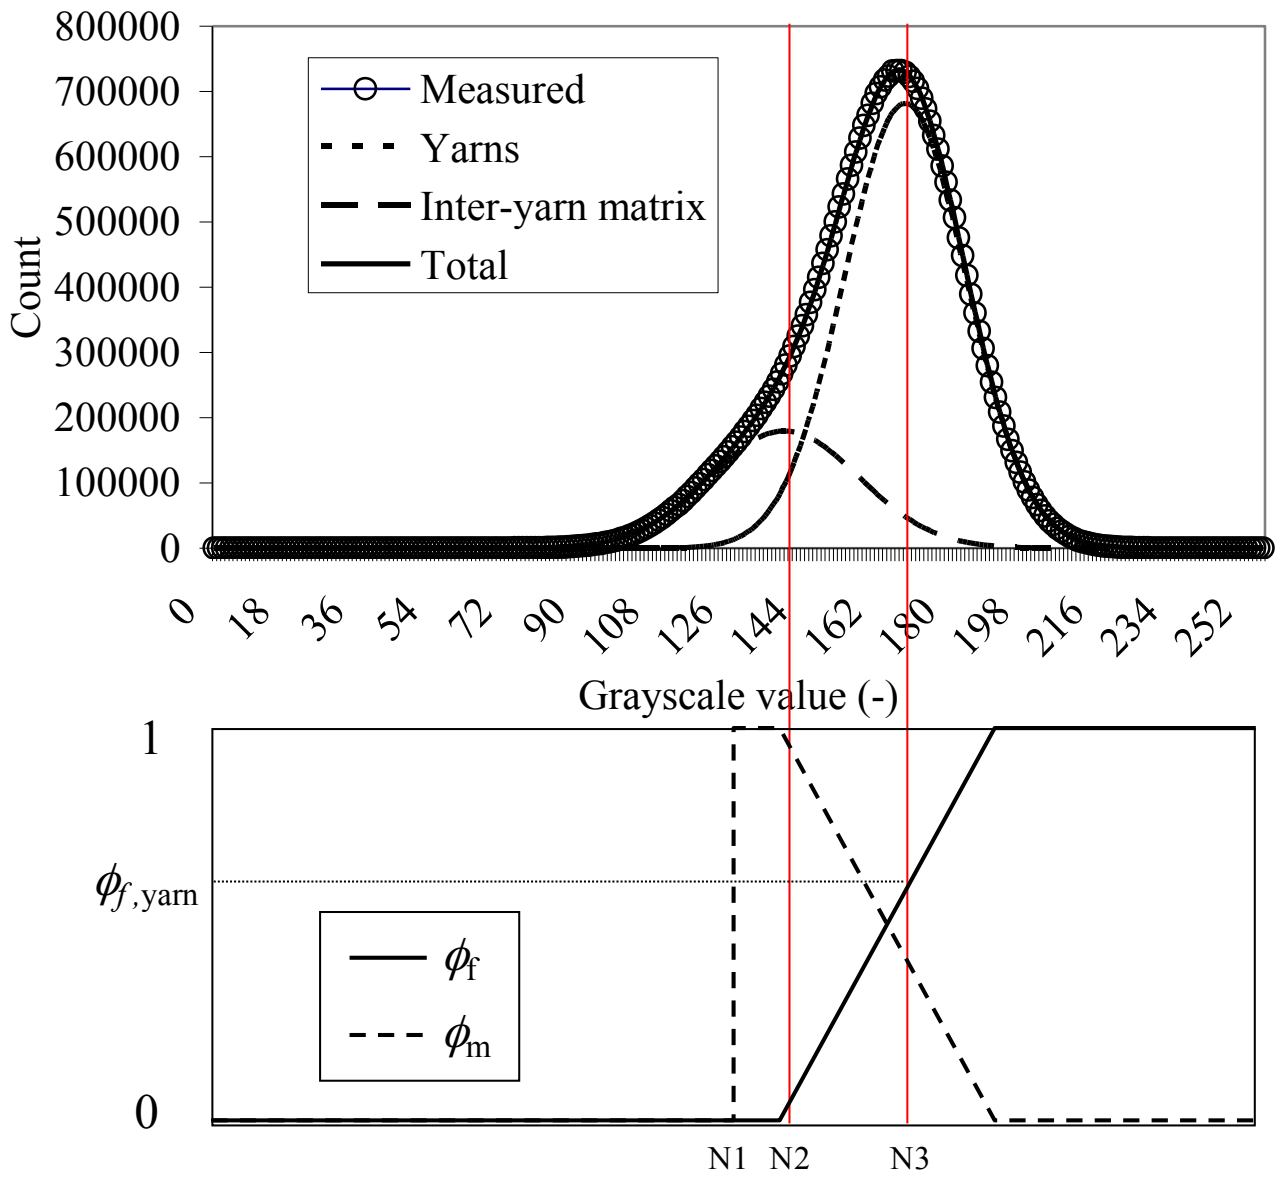 800000
700000
600000
500000
400000
300000
200000
100000
0
Count
Measured
Yarns
Inter-yarn matrix
Total
0 18 36 54 72 90 108 126 144 162 180 198 216 234 252
Grayscale value (-)
1
ϕf,yarn
0
ϕf
ϕm
N1 N2 N3